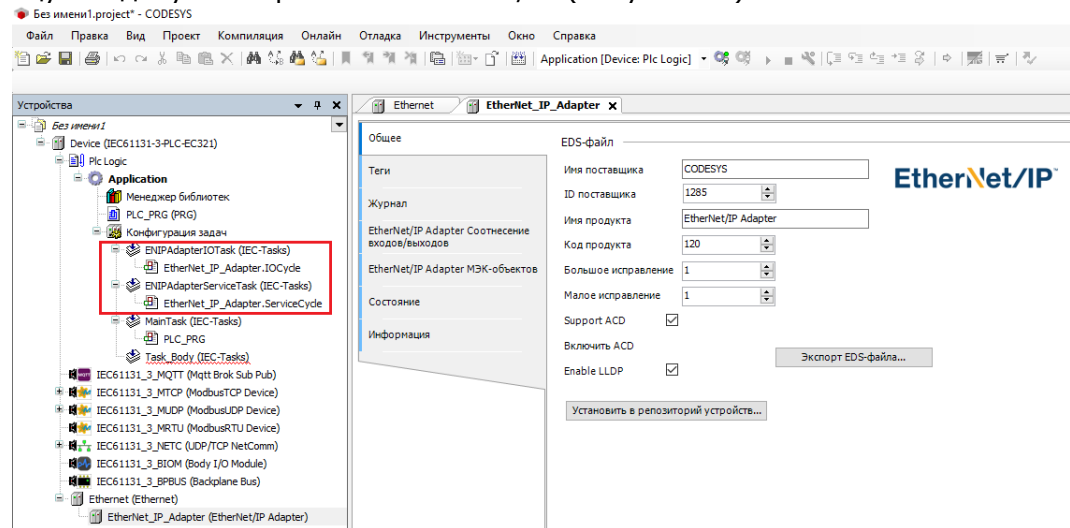 Без имени1.project* - CODESYS
Файл Правка Вид Проект Компиляция Онлайн Отладка Инструменты Окно Справка
Application [Device: Plc Logic]
Устройства
Без имени1
Device (IEC61131-3-PLC-EC321)
Plc Logic
Application
Менеджер библиотек
PLC_PRG (PRG)
Конфигурация задач
ENIPAdapterIOTask (IEC-Tasks)
EtherNet_IP_Adapter.IOCycle
ENIPAdapterServiceTask (IEC-Tasks)
EtherNet_IP_Adapter.ServiceCycle
MainTask (IEC-Tasks)
PLC_PRG
Task_Body (IEC-Tasks)
IEC61131_3_MQTT (Mqtt Brok Sub Pub)
IEC61131_3_MTCP (ModbusTCP Device)
IEC61131_3_MUDP (ModbusUDP Device)
IEC61131_3_MRTU (ModbusRTU Device)
IEC61131_3_NETC (UDP/TCP NetComm)
IEC61131_3_BIOM (Body I/O Module)
IEC61131_3_BPBUS (Backplane Bus)
Ethernet (Ethernet)
EtherNet_IP_Adapter (EtherNet/IP Adapter)
Ethernet EtherNet_IP_Adapter
Общее
Теги
Журнал
EtherNet/IP Adapter Соотнесение
входов/выходов
EtherNet/IP Adapter МЭК-объектов
Состояние
Информация
EDS-файл
Имя поставщика CODESYS
ID поставщика 1285
Имя продукта EtherNet/IP Adapter
Код продукта 120
Большое исправление 1
Малое исправление 1
Support ACD
Включить ACD
Enable LLDP
Экспорт EDS-файла...
Установить в репозиторий устройств...
EtherNet/IP™